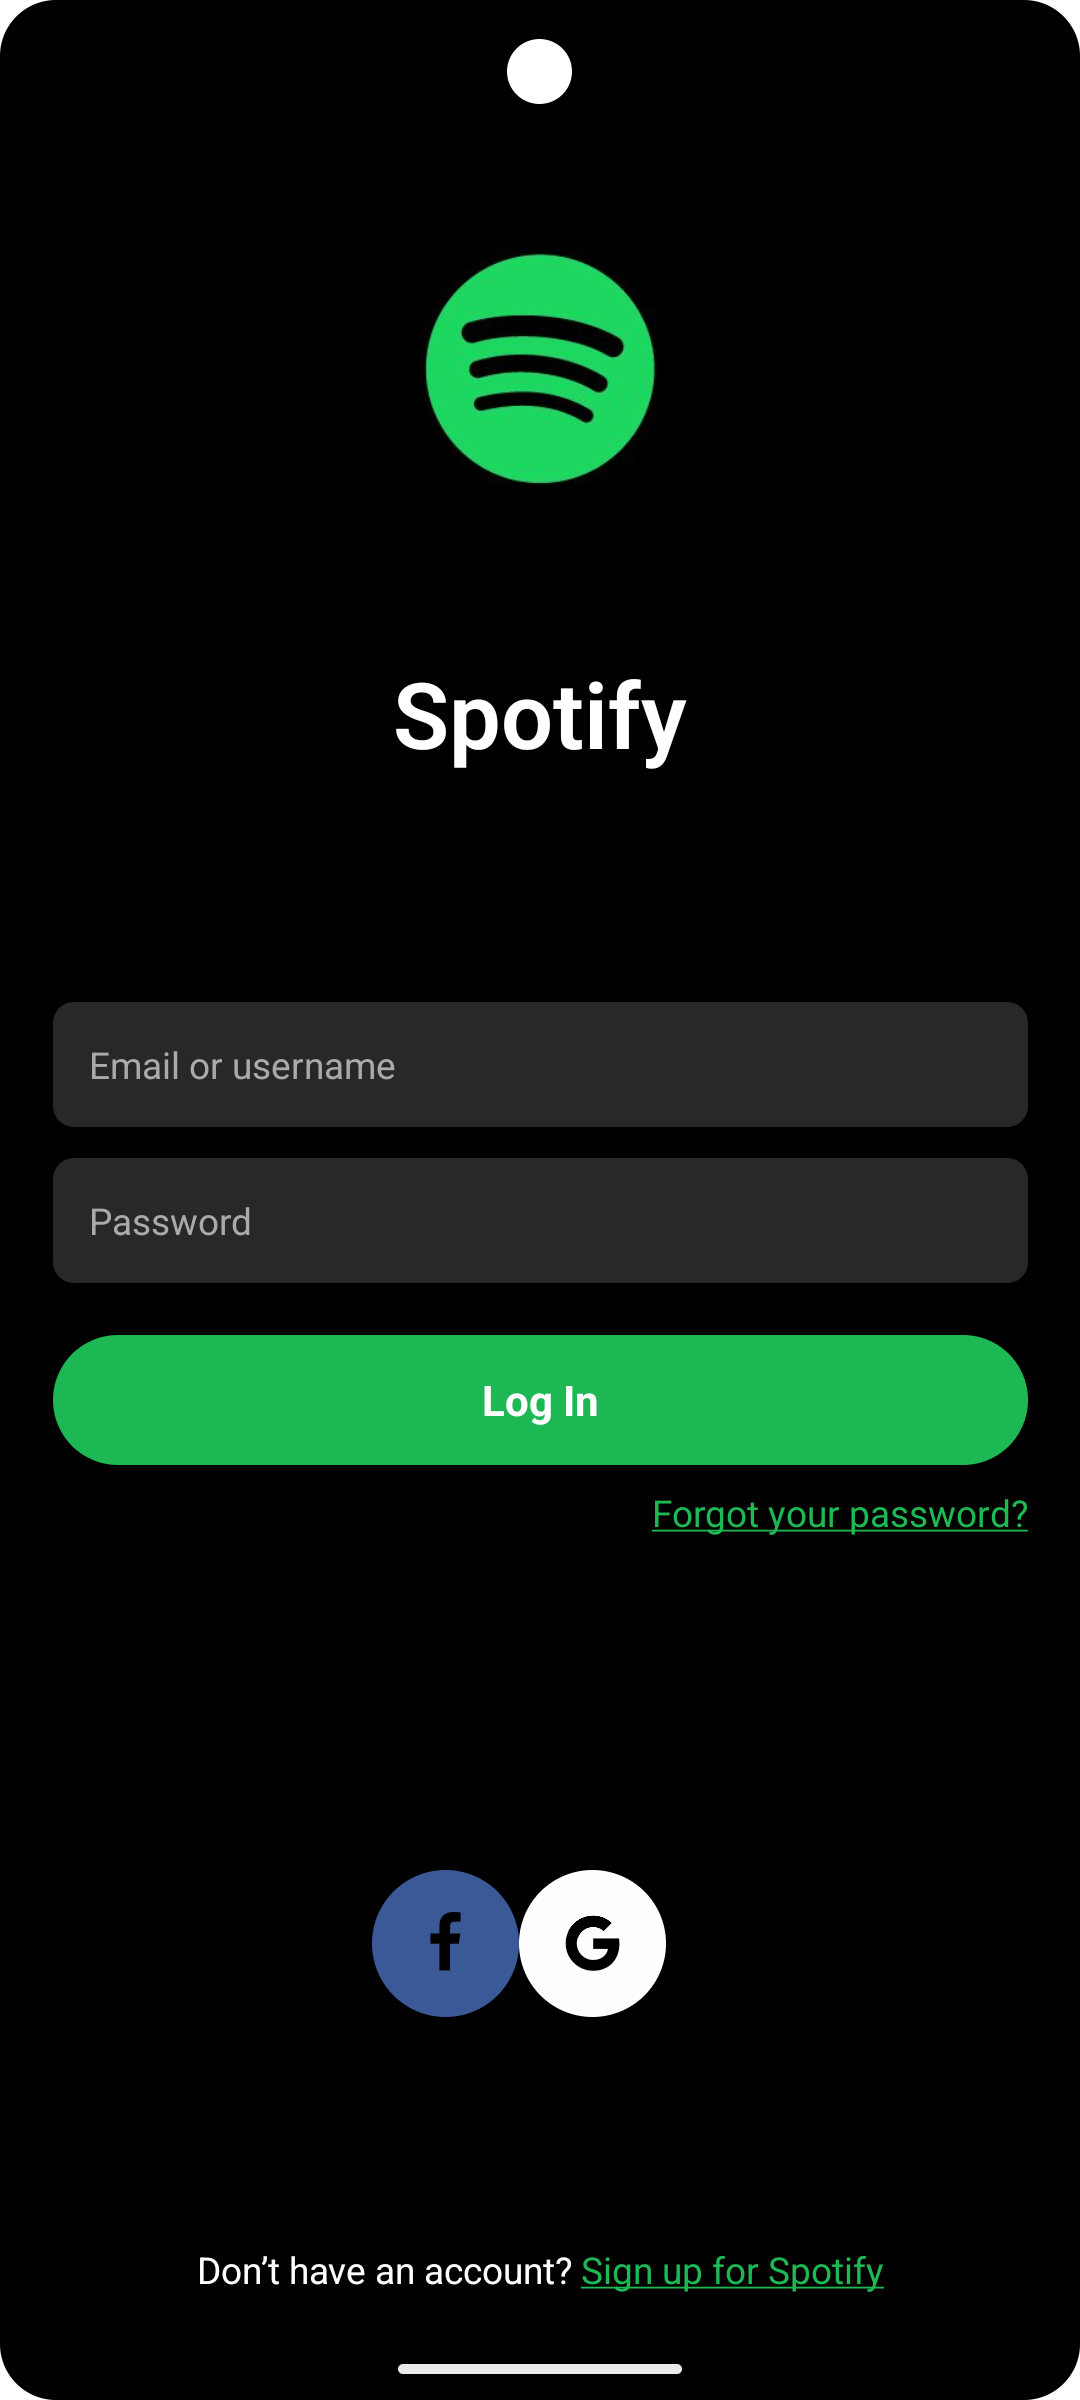 Spotify
Email or username
Password
Log In
Forgot your password?
f G
Don’t have an account? Sign up for Spotify